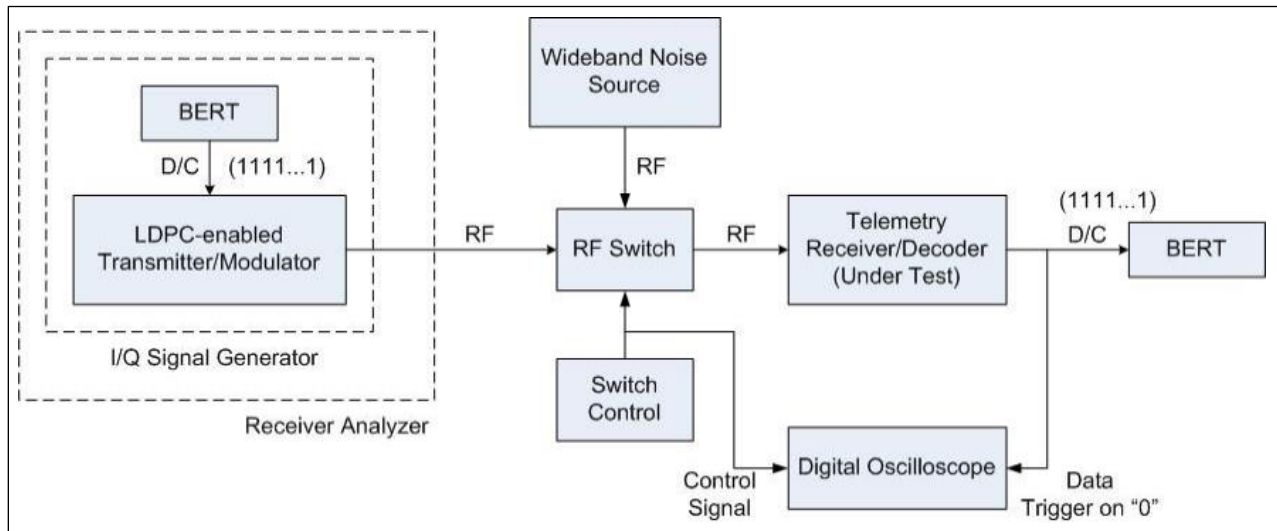 Wideband Noise
Source
BERT
D/C (1111...1)
RF
LDPC-enabled
Transmitter/Modulator
RF
RF Switch
RF
Telemetry
Receiver/Decoder
(Under Test)
(1111...1)
D/C
BERT
I/Q Signal Generator
Receiver Analyzer
Switch
Control
Control
Signal
Digital Oscilloscope
Data
Trigger on “0”